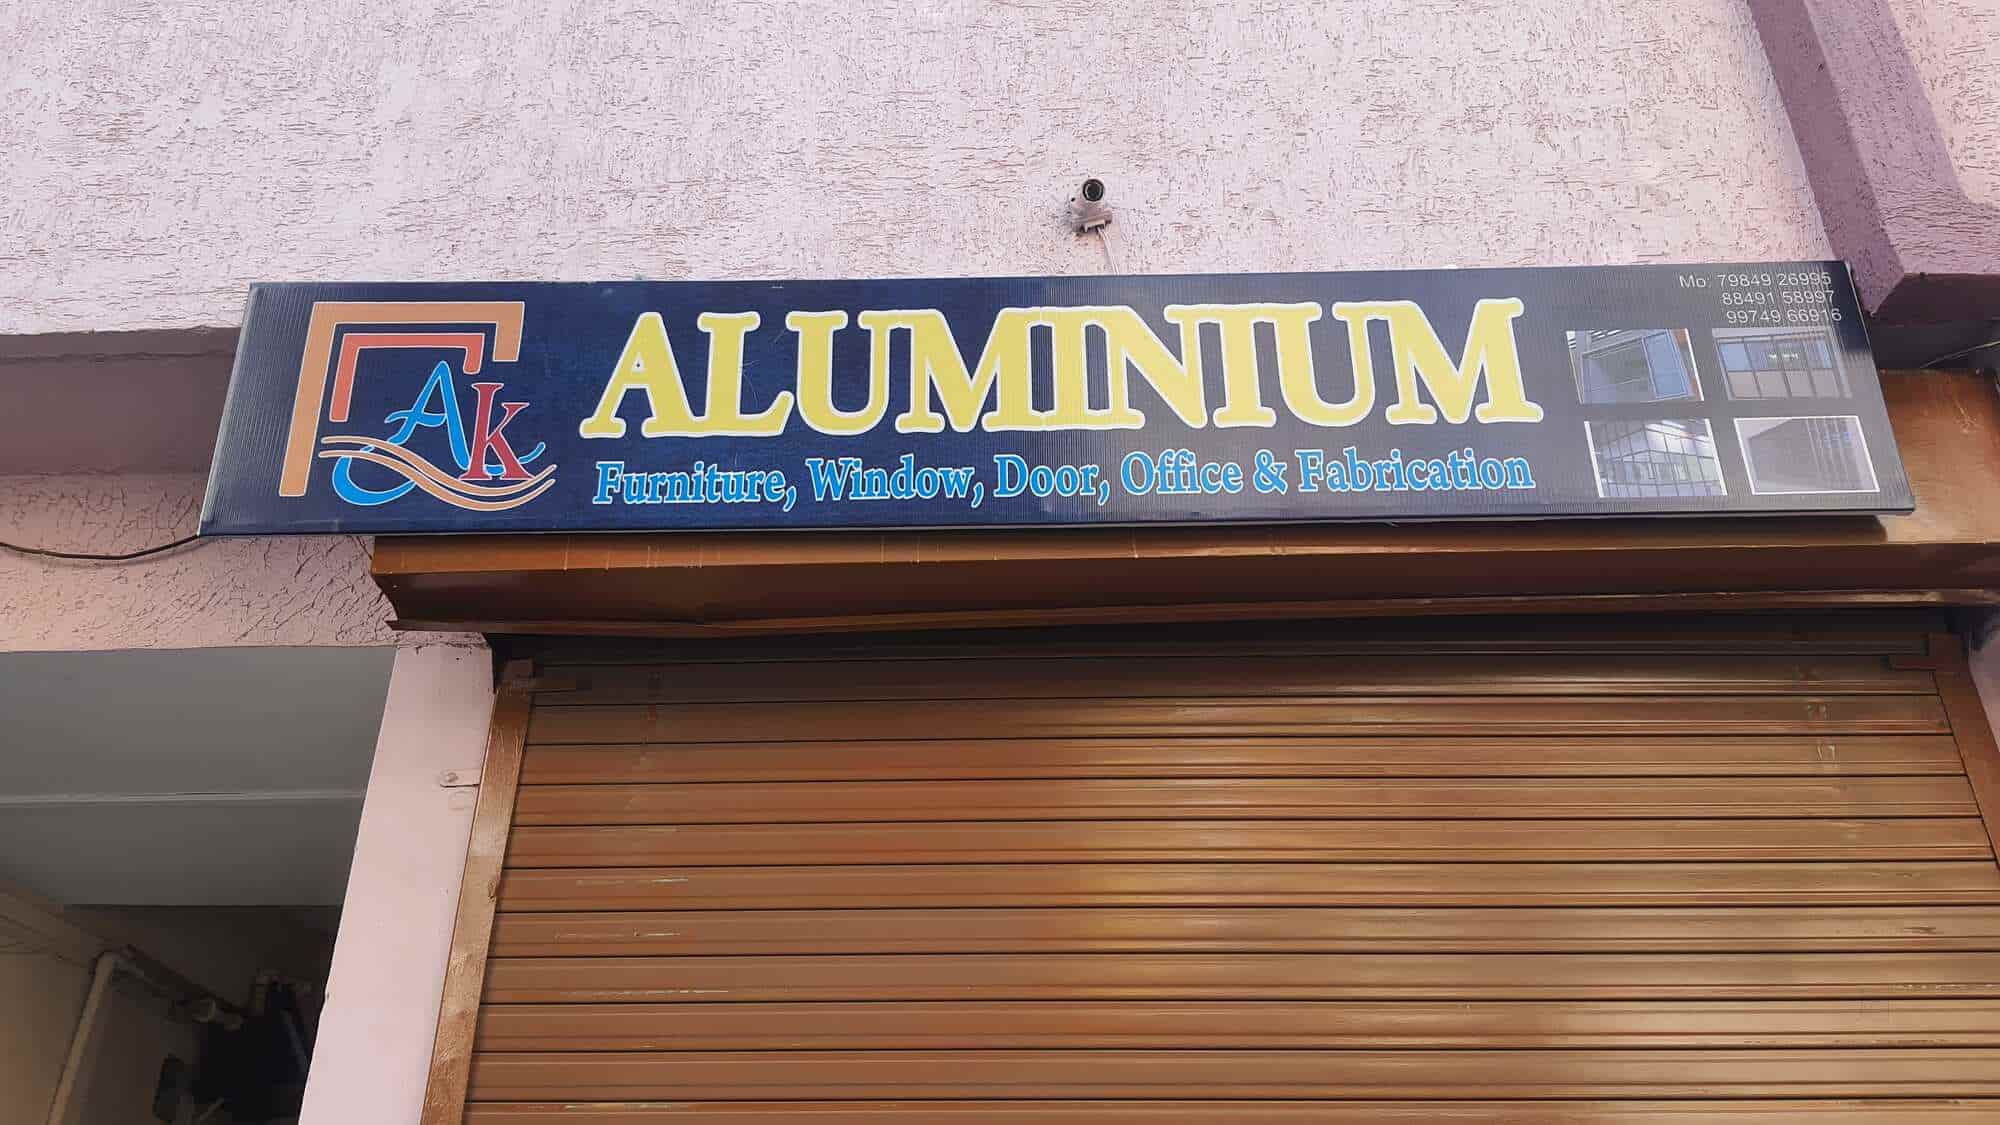 AK
ALUMINIUM
Furniture, Window, Door, Office & Fabrication
Mo: 79849 26995
88491 58997
99749 66916